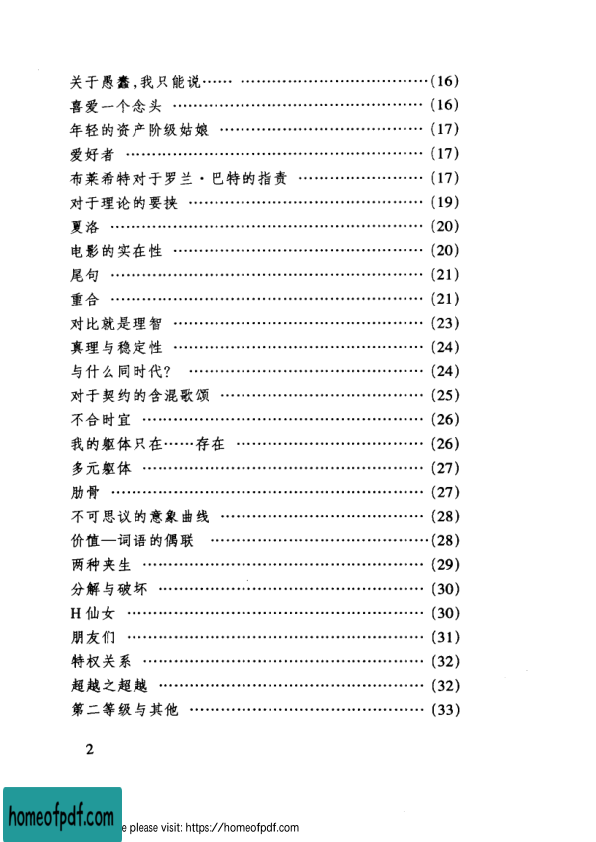 关于愚蠢,我只能说…… ………………………………(16)
喜爱一个念头 …………………………………………(16)
年轻的资产阶级姑娘 …………………………………(17)
爱好者 …………………………………………………(17)
布莱希特对于罗兰·巴特的指责 ……………………(17)
对于理论的要挟 ………………………………………(19)
夏洛 ……………………………………………………(20)
电影的实在性 …………………………………………(20)
尾句 ……………………………………………………(21)
重合 ……………………………………………………(21)
对比就是理智 …………………………………………(23)
真理与稳定性 …………………………………………(24)
与什么同时代? ………………………………………(24)
对于契约的含混歌颂 …………………………………(25)
不合时宜 ………………………………………………(26)
我的躯体只在……存在 ………………………………(26)
多元躯体 ………………………………………………(27)
肋骨 ……………………………………………………(27)
不可思议的意象曲线 …………………………………(28)
价值—词语的偶联 ……………………………………(28)
两种夹生 ………………………………………………(29)
分解与破坏 ……………………………………………(30)
H仙女 …………………………………………………(30)
朋友们 …………………………………………………(31)
特权关系 ………………………………………………(32)
超越之超越 ……………………………………………(32)
第二等级与其他 ………………………………………(33)
2
homeofpdf.com
e please visit: https://homeofpdf.com